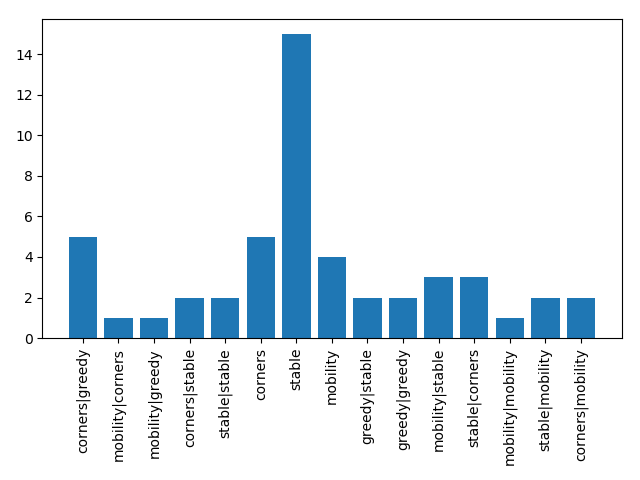 14
12
10
8
6
4
2
0
corners|greedy
mobility|corners
mobility|greedy
corners|stable
stable|stable
corners
stable
mobility
greedy|stable
greedy|greedy
mobility|stable
stable|corners
mobility|mobility
stable|mobility
corners|mobility